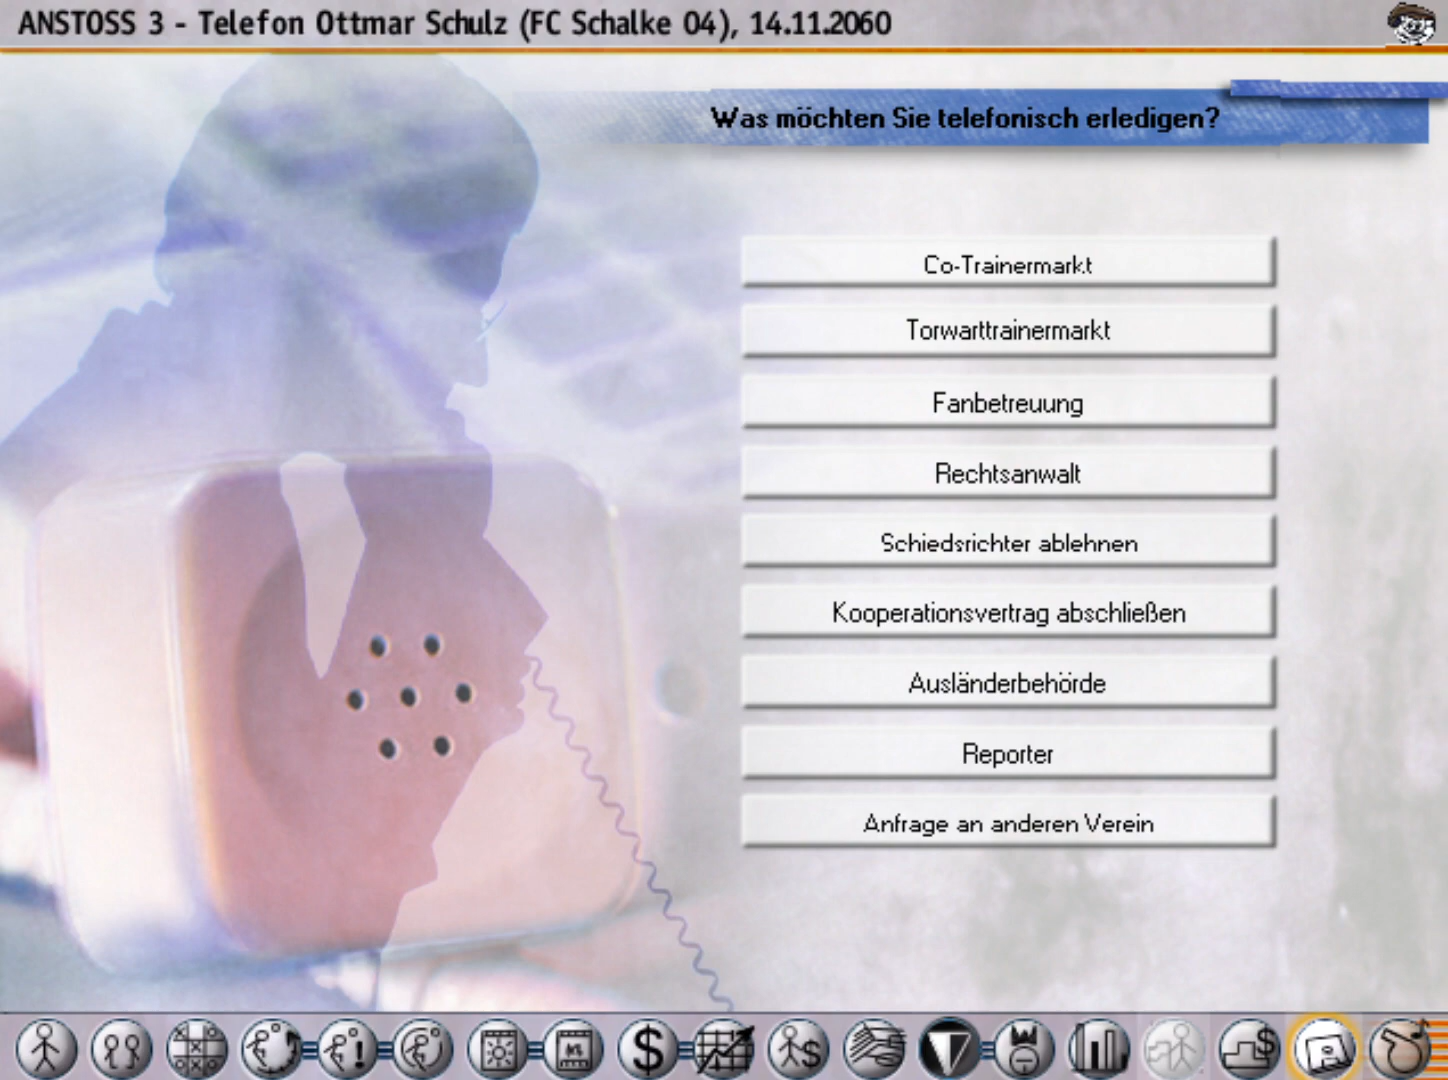 ANSTOSS 3 - Telefon Ottmar Schulz (FC Schalke 04), 14.11.2060
Was möchten Sie telefonisch erledigen?
Co-Trainermarkt
Torwarttrainermarkt
Fanbetreuung
Rechtsanwalt
Schiedsrichter ablehnen
Kooperationsvertrag abschließen
Ausländerbehörde
Reporter
Anfrage an anderen Verein